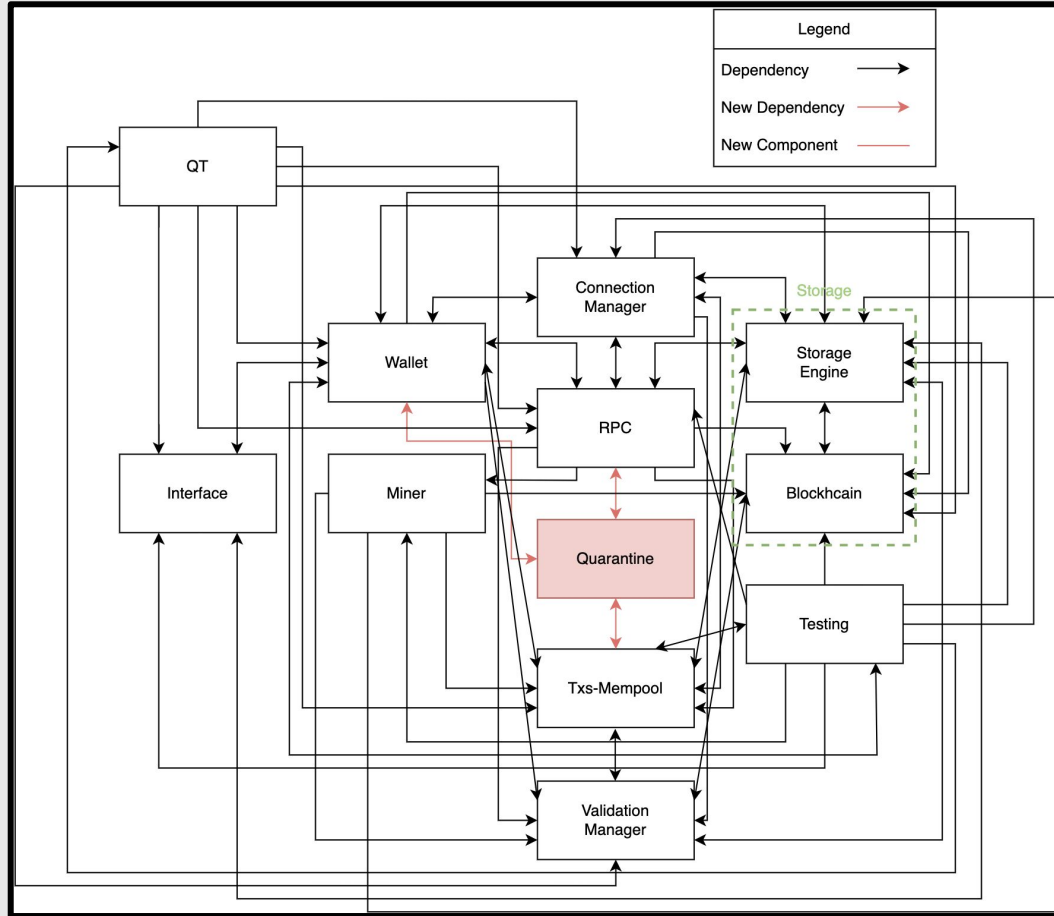 Legend
Dependency
New Dependency
New Component
QT
Connection
Manager
Storage
Wallet
Storage
Engine
RPC
Interface
Miner
Blockhcain
Quarantine
Testing
Txs-Mempool
Validation
Manager